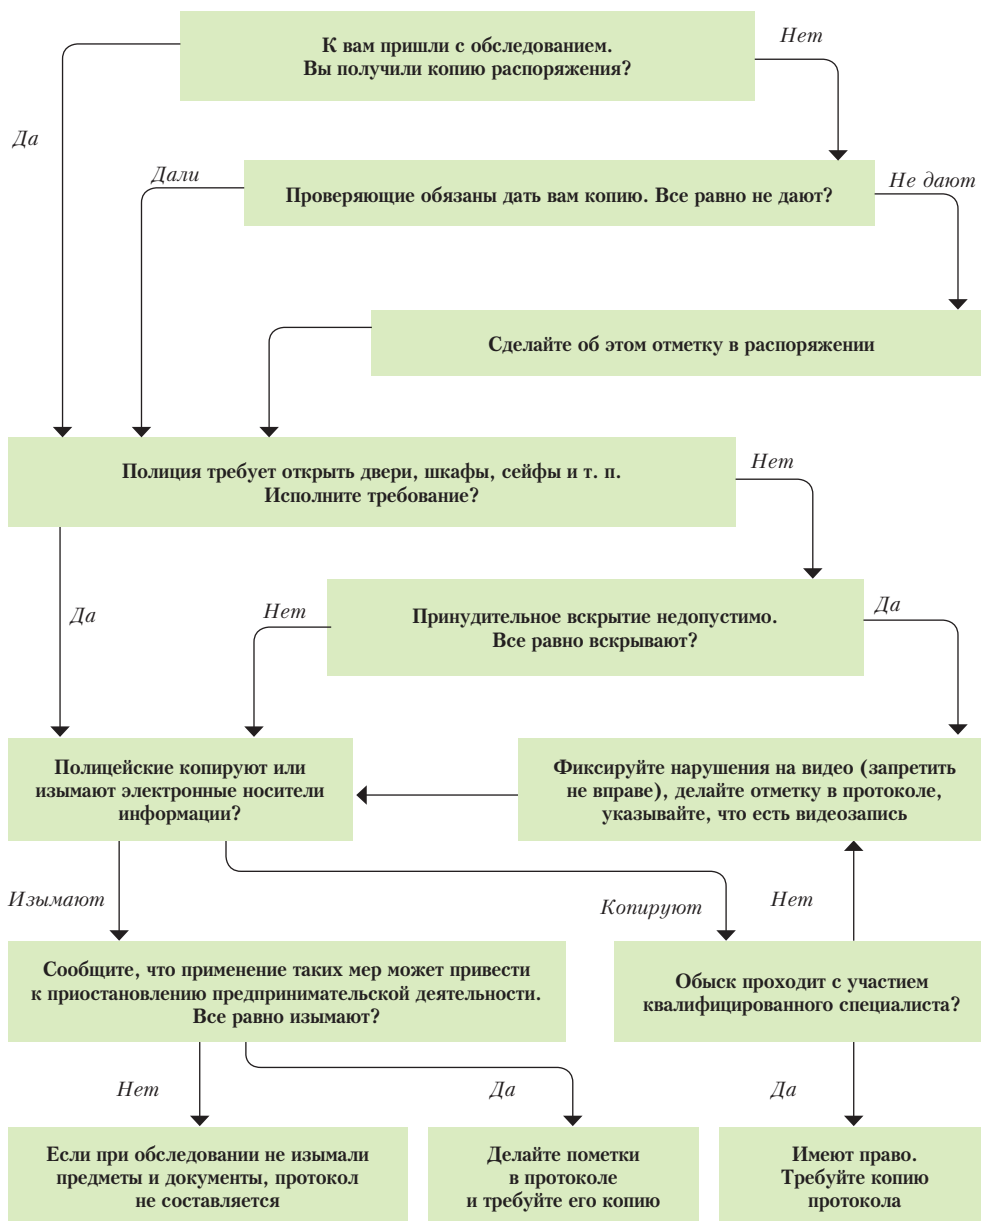 К вам пришли с обследованием.
Вы получили копию распоряжения?
Нет
Да
Дали
Проверяющие обязаны дать вам копию. Все равно не дают?
Не дают
Сделайте об этом отметку в распоряжении
Полиция требует открыть двери, шкафы, сейфы и т. п.
Исполните требование?
Нет
Да
Нет
Принудительное вскрытие недопустимо.
Все равно вскрывают?
Да
Полицейские копируют или
изымают электронные носители
информации?
Фиксируйте нарушения на видео (запретить
не вправе), делайте отметку в протоколе,
указывайте, что есть видеозапись
Изымают
Копируют
Нет
Сообщите, что применение таких мер может привести
к приостановлению предпринимательской деятельности.
Все равно изымают?
Обыск проходит с участием
квалифицированного специалиста?
Нет
Да
Да
Если при обследовании не изымали
предметы и документы, протокол
не составляется
Делайте пометки
в протоколе
и требуйте его копию
Имеют право.
Требуйте копию
протокола